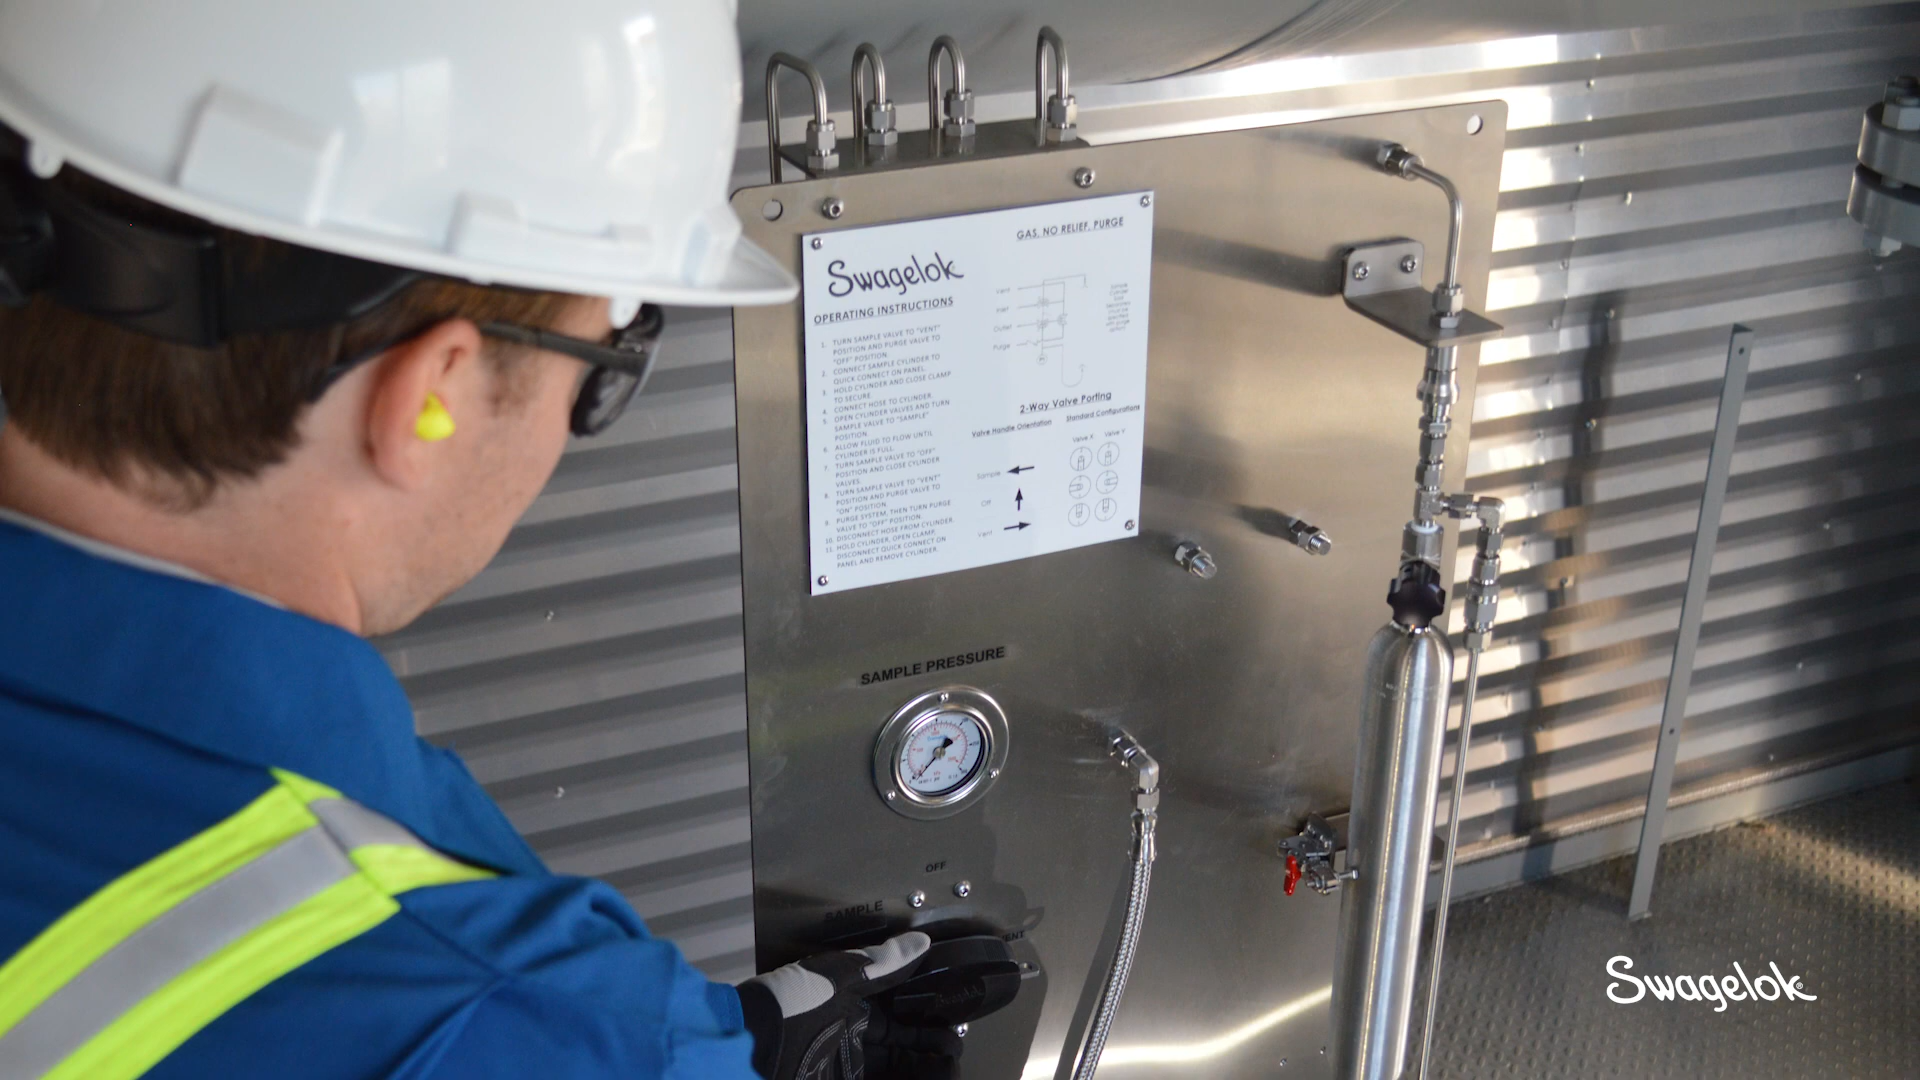 GAS, NO RELIEF, PURGE
Swagelok
OPERATING INSTRUCTIONS
1. TURN SAMPLE VALVE TO "VENT"
POSITION AND PURGE VALVE TO
"OFF" POSITION.
2. CONNECT SAMPLE CYLINDER TO
QUICK CONNECT ON PANEL.
3. HOLD CYLINDER AND CLOSE CLAMP
TO SECURE.
4. CONNECT HOSE TO CYLINDER.
5. OPEN CYLINDER VALVES AND TURN
SAMPLE VALVE TO "SAMPLE"
POSITION.
6. ALLOW FLUID TO FLOW UNTIL
CYLINDER IS FULL.
7. TURN SAMPLE VALVE TO "OFF"
POSITION AND CLOSE CYLINDER
VALVES.
8. TURN SAMPLE VALVE TO "VENT"
POSITION AND PURGE VALVE TO
"ON" POSITION.
9. PURGE SYSTEM, THEN TURN PURGE
VALVE TO "OFF" POSITION.
10. DISCONNECT HOSE FROM CYLINDER.
11. HOLD CYLINDER, OPEN CLAMP,
DISCONNECT QUICK CONNECT ON
PANEL AND REMOVE CYLINDER.
Vent
Inlet
Outlet
Purge
2-Way Valve Porting
Standard Configurations
Valve Handle Orientation
Valve X Valve Y
Sample
Off
Vent
SAMPLE PRESSURE
OFF
SAMPLE
Swagelok